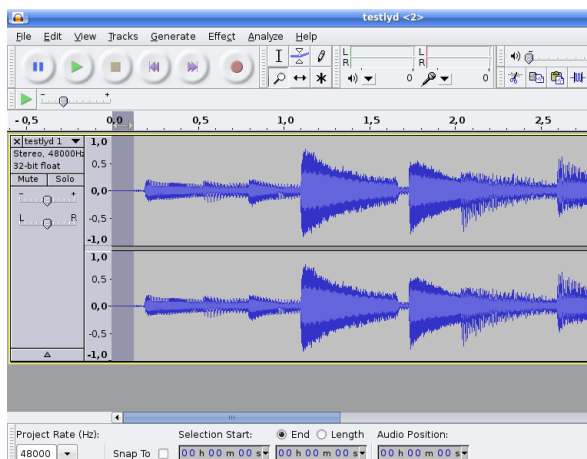 testlyd <2>
File Edit View Tracks Generate Effect Analyze Help
L L
R R
0 0
- +
- 0,5 0,0 0,5 1,0 1,5 2,0 2,5
testlyd 1
Stereo, 48000Hz
32-bit float
Mute Solo
- +
L R
1,0
0,5
0,0
-0,5
-1,0
1,0
0,5
0,0
-0,5
-1,0
Project Rate (Hz): Selection Start: End Length Audio Position:
48000 Snap To 00 h 00 m 00 s 00 h 00 m 00 s 00 h 00 m 00 s